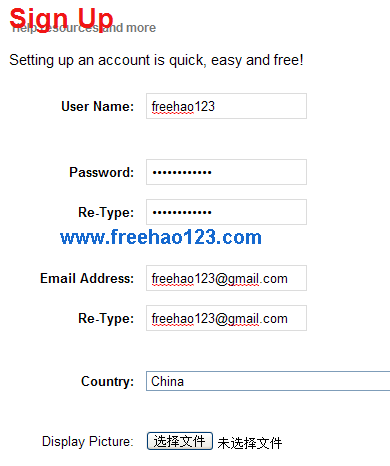 Sign Up
Help resources and more
Setting up an account is quick, easy and free!
User Name: freehao123
Password: ••••••••••••
Re-Type: ••••••••••••
www.freehao123.com
Email Address: freehao123@gmail.com
Re-Type: freehao123@gmail.com
Country: China
Display Picture: 选择文件 未选择文件